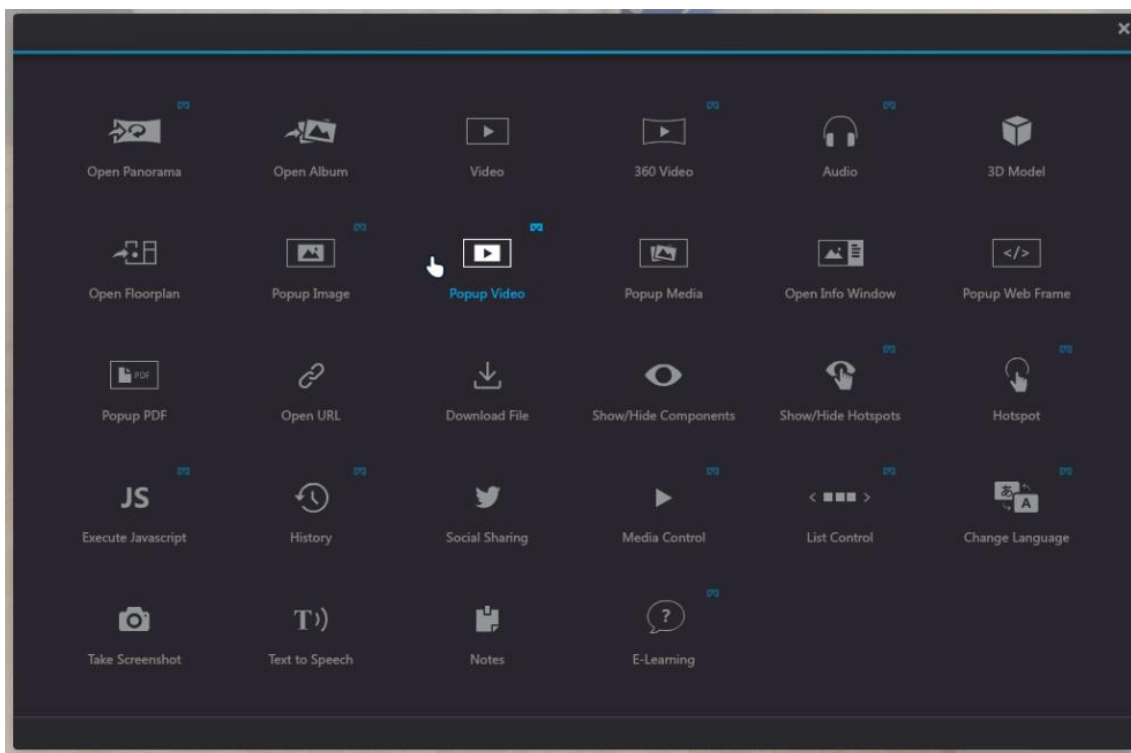 Open Panorama
Open Album
Video
360 Video
Audio
3D Model
Open Floorplan
Popup Image
Popup Video
Popup Media
Open Info Window
</>
Popup Web Frame
PDF
Popup PDF
Open URL
Download File
Show/Hide Components
Show/Hide Hotspots
Hotspot
JS
Execute Javascript
History
Social Sharing
Media Control
List Control
あ
A
Change Language
Take Screenshot
T
Text to Speech
Notes
?
E-Learning